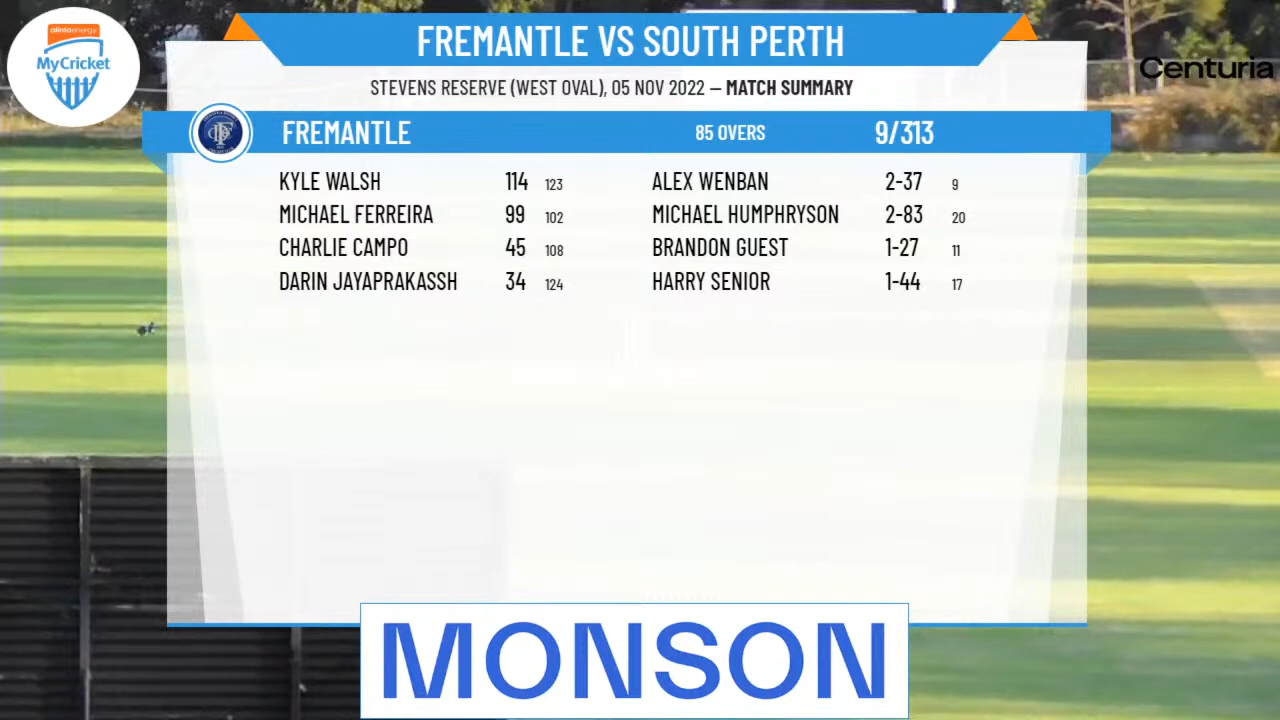 alintaenergy
MyCricket
Centuria
FREMANTLE VS SOUTH PERTH
STEVENS RESERVE (WEST OVAL), 05 NOV 2022 – MATCH SUMMARY
FREMANTLE 85 OVERS 9/313
KYLE WALSH 114 123 ALEX WENBAN 2-37 9
MICHAEL FERREIRA 99 102 MICHAEL HUMPHRYSON 2-83 20
CHARLIE CAMPO 45 108 BRANDON GUEST 1-27 11
DARIN JAYAPRAKASSH 34 124 HARRY SENIOR 1-44 17
MONSON